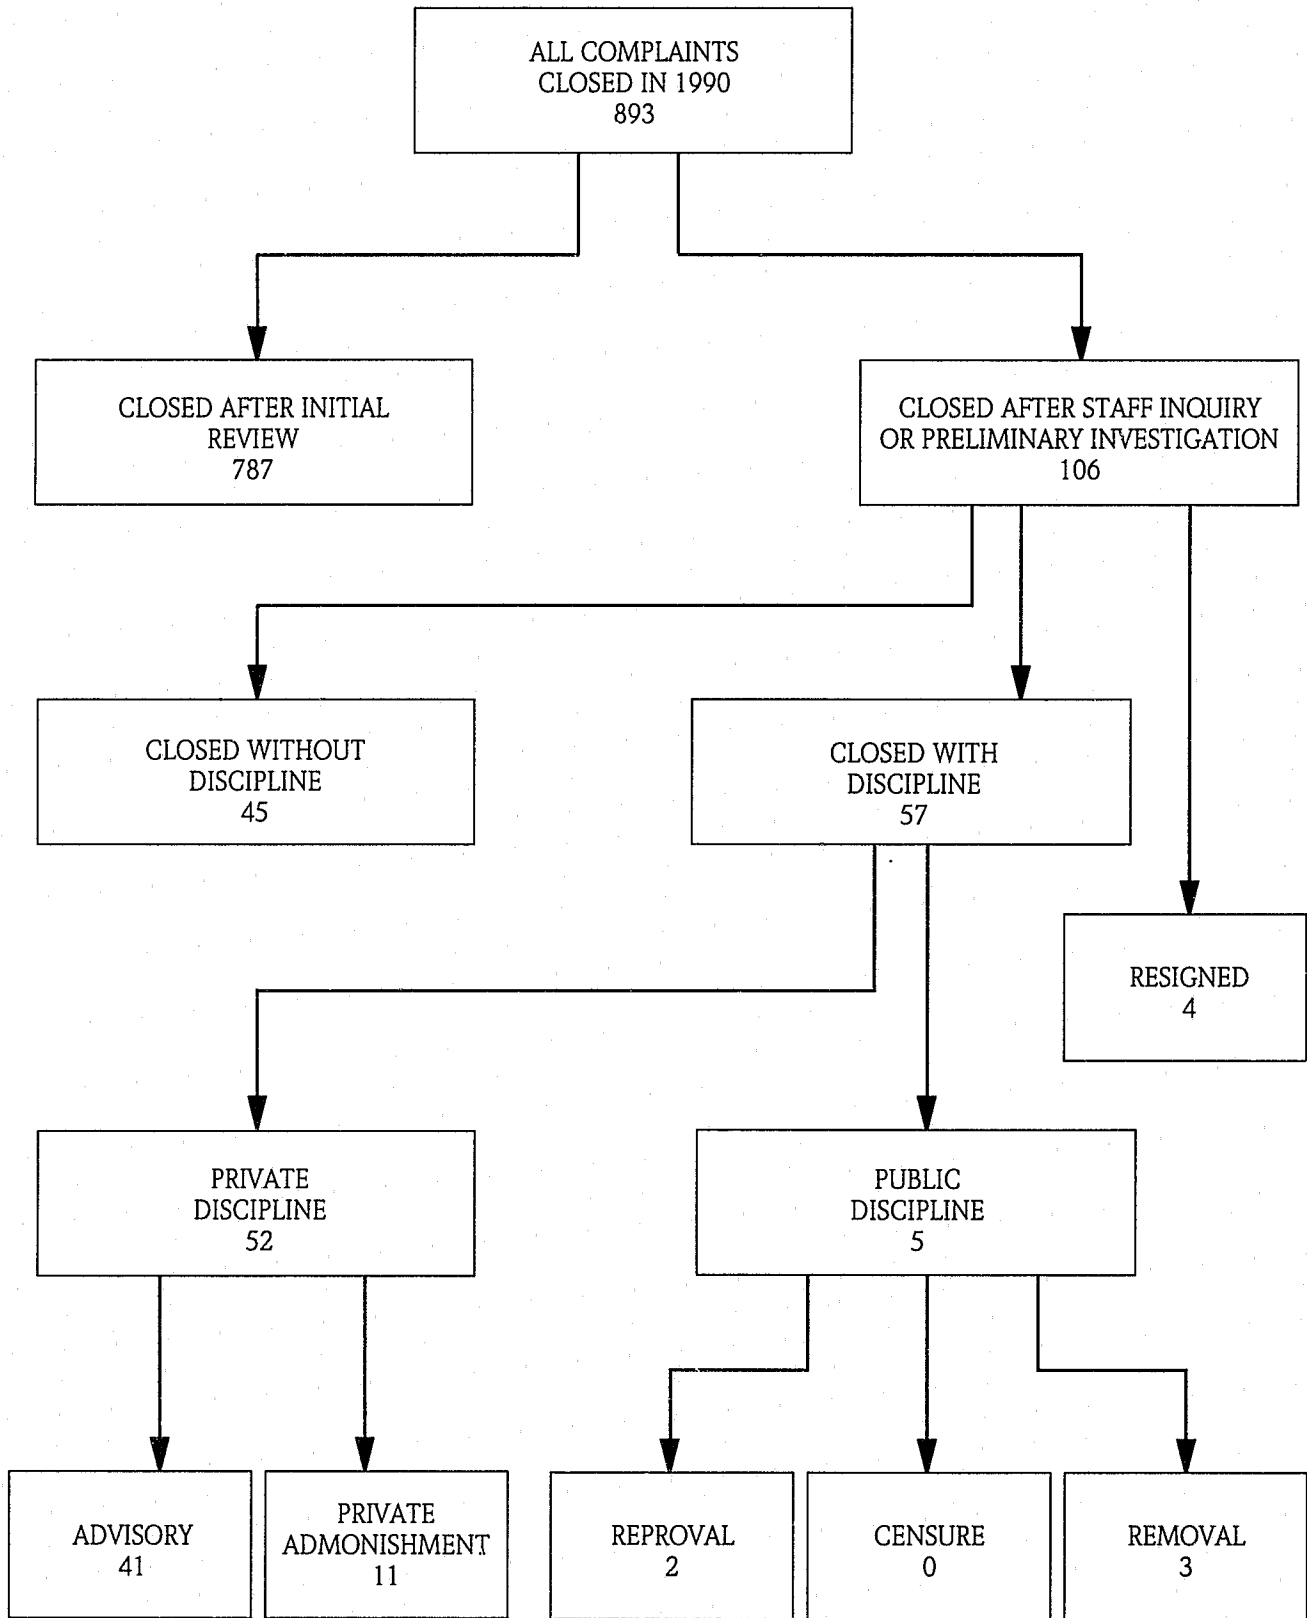 ALL COMPLAINTS
CLOSED IN 1990
893
CLOSED AFTER INITIAL
REVIEW
787
CLOSED AFTER STAFF INQUIRY
OR PRELIMINARY INVESTIGATION
106
CLOSED WITHOUT
DISCIPLINE
45
CLOSED WITH
DISCIPLINE
57
RESIGNED
4
PRIVATE
DISCIPLINE
52
PUBLIC
DISCIPLINE
5
ADVISORY
41
PRIVATE
ADMONISHMENT
11
REPROVAL
2
CENSURE
0
REMOVAL
3